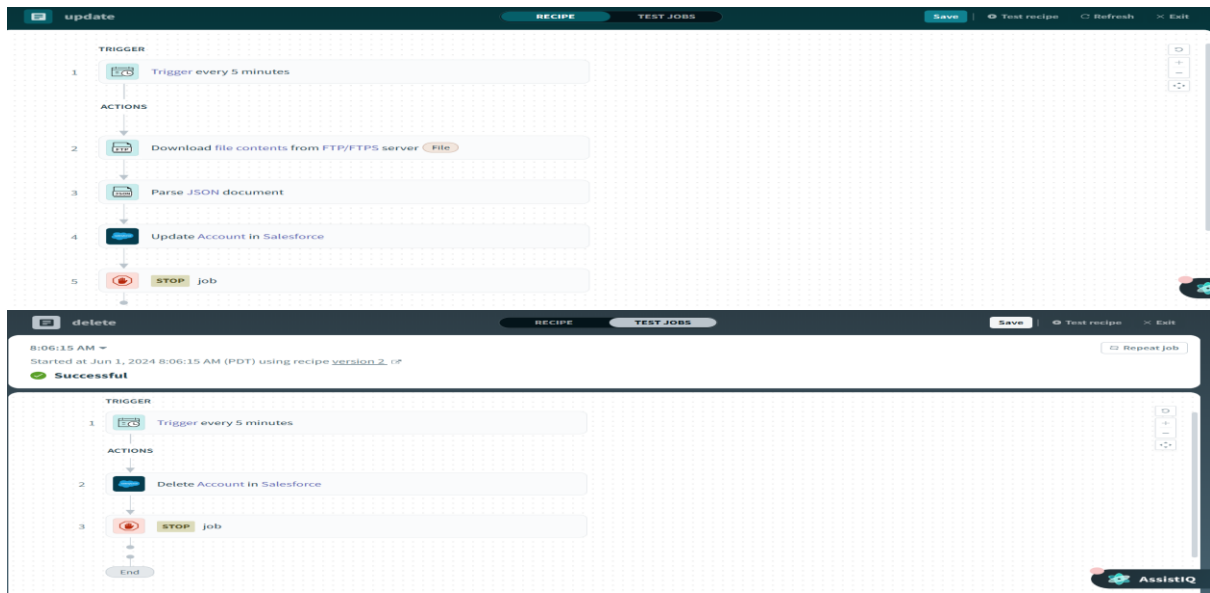 update
RECIPE TEST JOBS
Save Test recipe Refresh Exit
TRIGGER
1 Trigger every 5 minutes
ACTIONS
2 FTP Download file contents from FTP/FTPS server File
3 JSON Parse JSON document
4 Update Account in Salesforce
5 STOP job
delete
RECIPE TEST JOBS
Save Test recipe Exit
8:06:15 AM
Repeat job
Started at Jun 1, 2024 8:06:15 AM (PDT) using recipe version 2
Successful
TRIGGER
1 Trigger every 5 minutes
ACTIONS
2 Delete Account in Salesforce
3 STOP job
End
AssistIQ